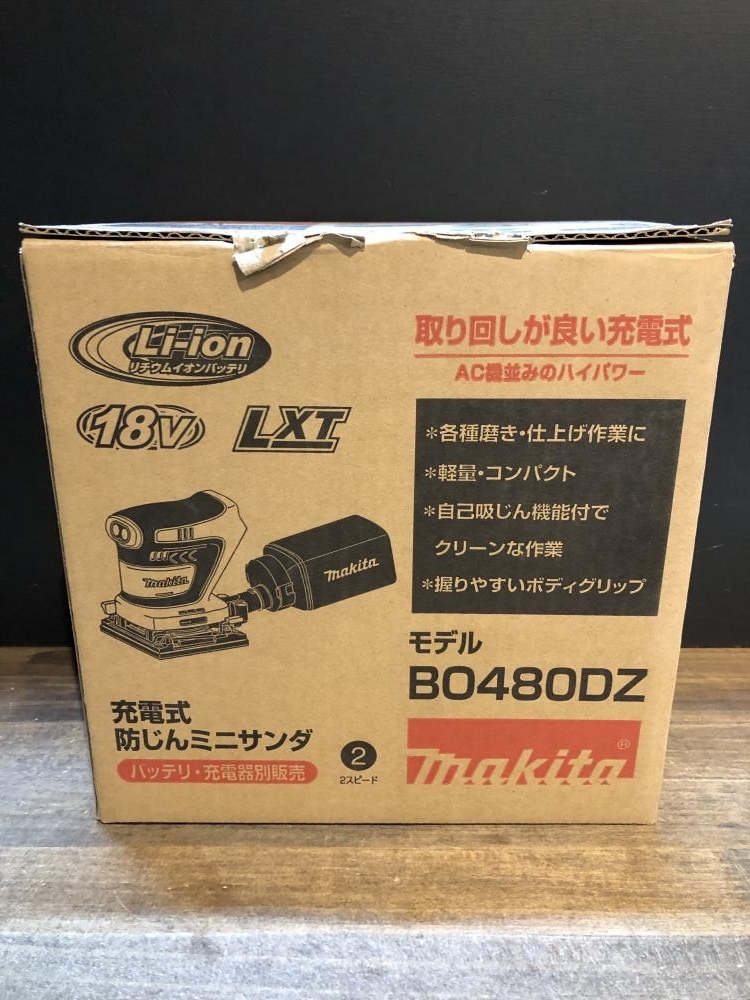 Li-ion
リチウムイオンバッテリ
18V
LXT
取り回しが良い充電式
AC機並みのハイパワー
*各種磨き・仕上げ作業に
*軽量・コンパクト
*自己吸じん機能付で
クリーンな作業
*握りやすいボディグリップ
makita
makita
モデル
BO480DZ
充電式
防じんミニサンダ
バッテリ・充電器別販売
2
2スピード
makita®